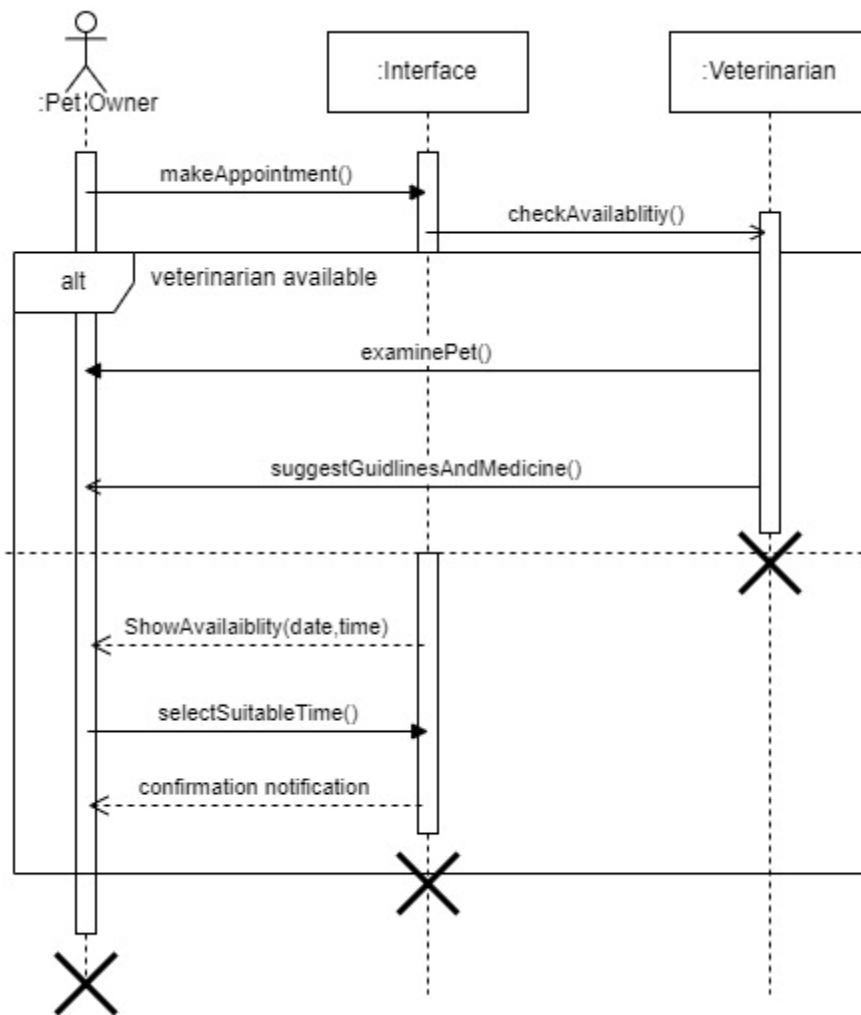 :Pet Owner
:Interface
:Veterinarian
makeAppointment()
checkAvailablitiy()
alt
veterinarian available
examinePet()
suggestGuidlinesAndMedicine()
ShowAvailaiblity(date,time)
selectSuitableTime()
confirmation notification